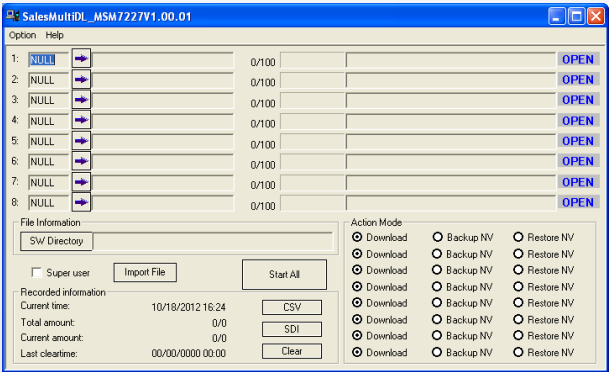 SalesMultiDL_MSM7227V1.00.01
Option Help
1: NULL 0/100 OPEN
2: NULL 0/100 OPEN
3: NULL 0/100 OPEN
4: NULL 0/100 OPEN
5: NULL 0/100 OPEN
6: NULL 0/100 OPEN
7: NULL 0/100 OPEN
8: NULL 0/100 OPEN
File Information
SW Directory
Super user Import File Start All
Recorded information
Current time: 10/18/2012 16:24 CSV
Total amount: 0/0 SDI
Current amount: 0/0
Last cleartime: 00/00/0000 00:00 Clear
Action Mode
Download Backup NV Restore NV
Download Backup NV Restore NV
Download Backup NV Restore NV
Download Backup NV Restore NV
Download Backup NV Restore NV
Download Backup NV Restore NV
Download Backup NV Restore NV
Download Backup NV Restore NV